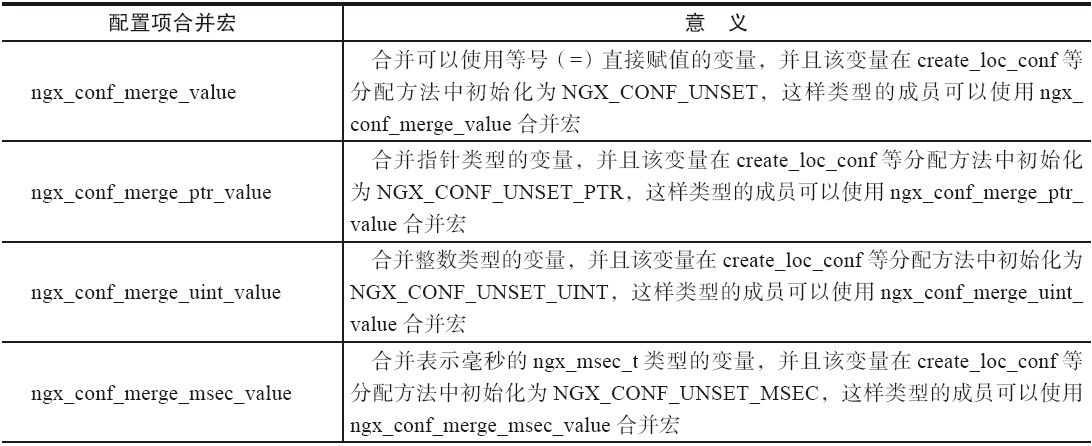 配置项合并宏
意 义
ngx_conf_merge_value
合并可以使用等号（=）直接赋值的变量，并且该变量在 create_loc_conf 等
分配方法中初始化为 NGX_CONF_UNSET，这样类型的成员可以使用 ngx_
conf_merge_value 合并宏
ngx_conf_merge_ptr_value
合并指针类型的变量，并且该变量在 create_loc_conf 等分配方法中初始化
为 NGX_CONF_UNSET_PTR，这样类型的成员可以使用 ngx_conf_merge_ptr_
value 合并宏
ngx_conf_merge_uint_value
合并整数类型的变量，并且该变量在 create_loc_conf 等分配方法中初始化为
NGX_CONF_UNSET_UINT，这样类型的成员可以使用 ngx_conf_merge_uint_
value 合并宏
ngx_conf_merge_msec_value
合并表示毫秒的 ngx_msec_t 类型的变量，并且该变量在 create_loc_conf 等
分配方法中初始化为 NGX_CONF_UNSET_MSEC，这样类型的成员可以使用
ngx_conf_merge_msec_value 合并宏